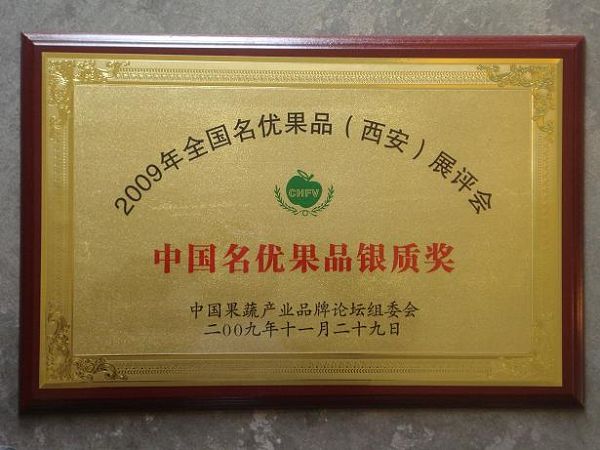 2009年全国名优果品（西安）展评会
CHFV
中国名优果品银质奖
中国果蔬产业品牌论坛组委会
二00九年十一月二十九日